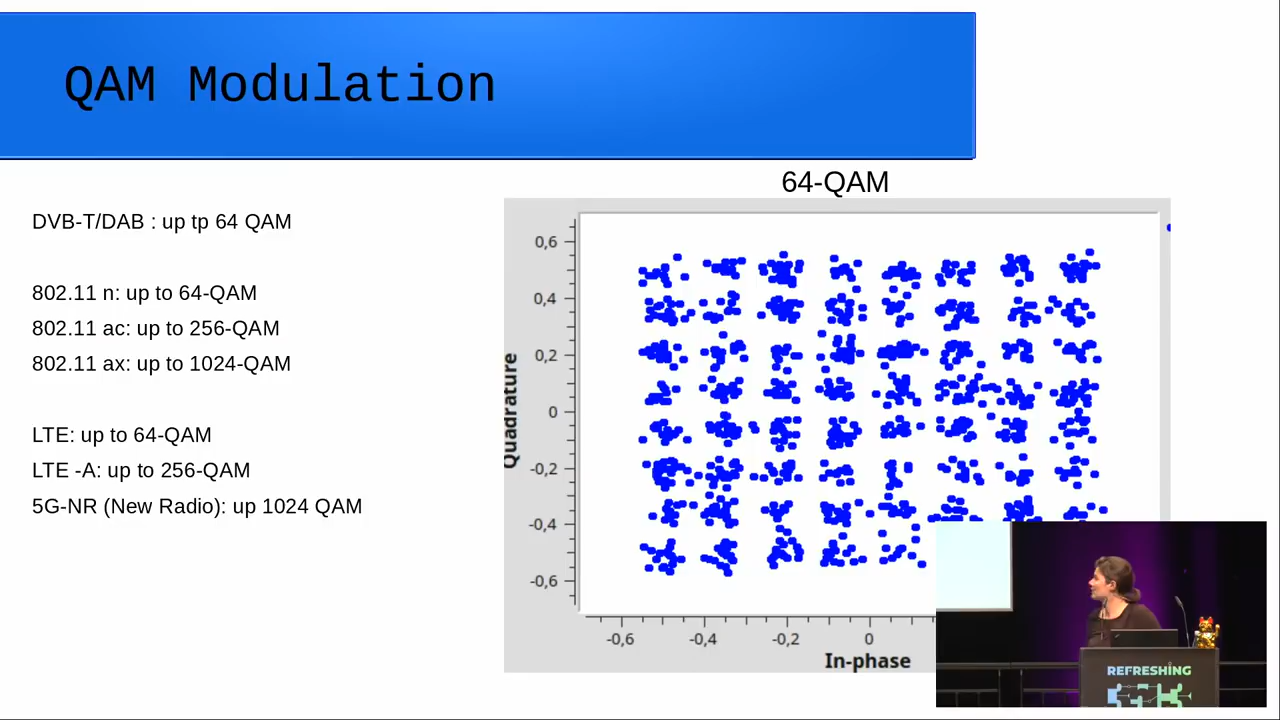 QAM Modulation
64-QAM
DVB-T/DAB : up tp 64 QAM
802.11 n: up to 64-QAM
802.11 ac: up to 256-QAM
802.11 ax: up to 1024-QAM
LTE: up to 64-QAM
LTE -A: up to 256-QAM
5G-NR (New Radio): up 1024 QAM
0,6
0,4
0,2
0
-0,2
-0,4
-0,6
Quadrature
-0,6
-0,4
-0,2
0
In-phase
REFRESHING